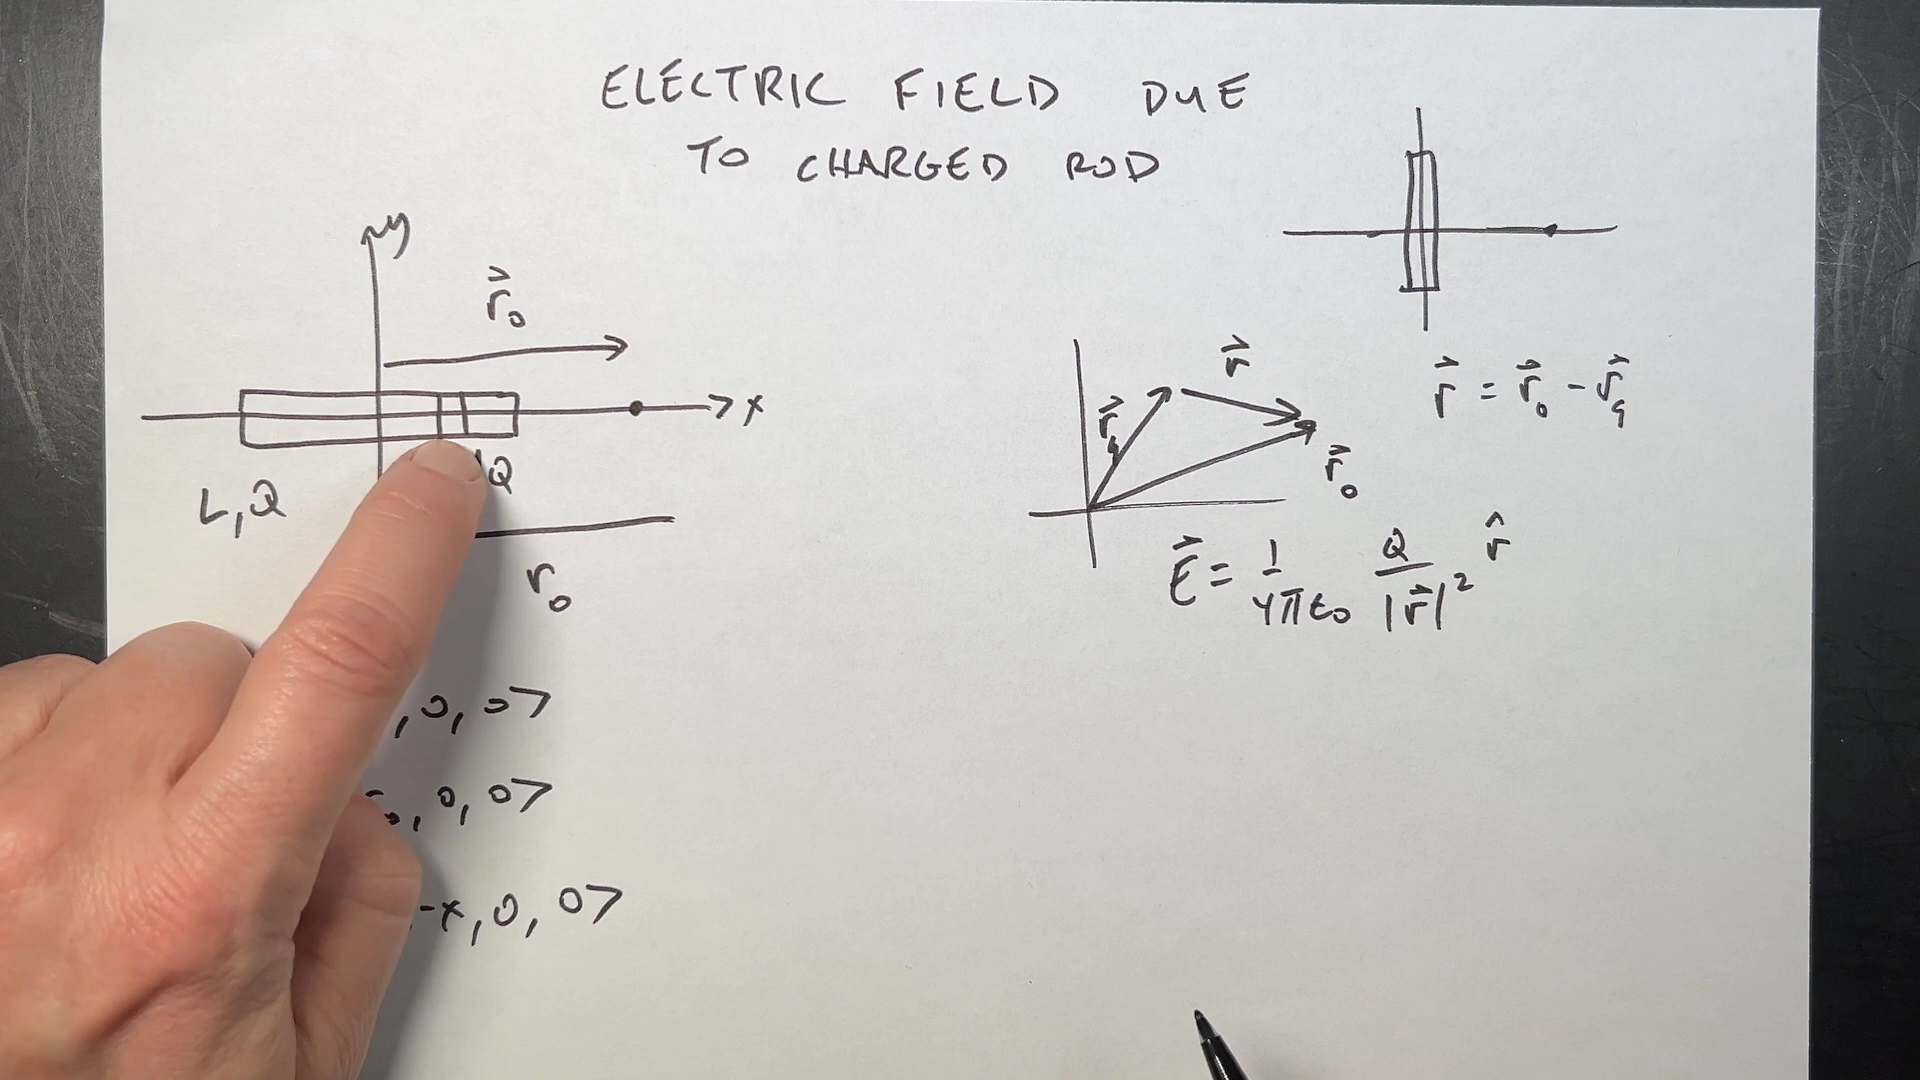 ELECTRIC FIELD DUE
TO CHARGED ROD
y
r⃗₀
x
L, Q
Q
r₀
, 0, 0>
, 0, 0>
-x, 0, 0>
r⃗
r⃗q
r⃗₀
r⃗ = r⃗₀ - r⃗q
E⃗ = 1/4πε₀ Q/|r⃗|² r̂